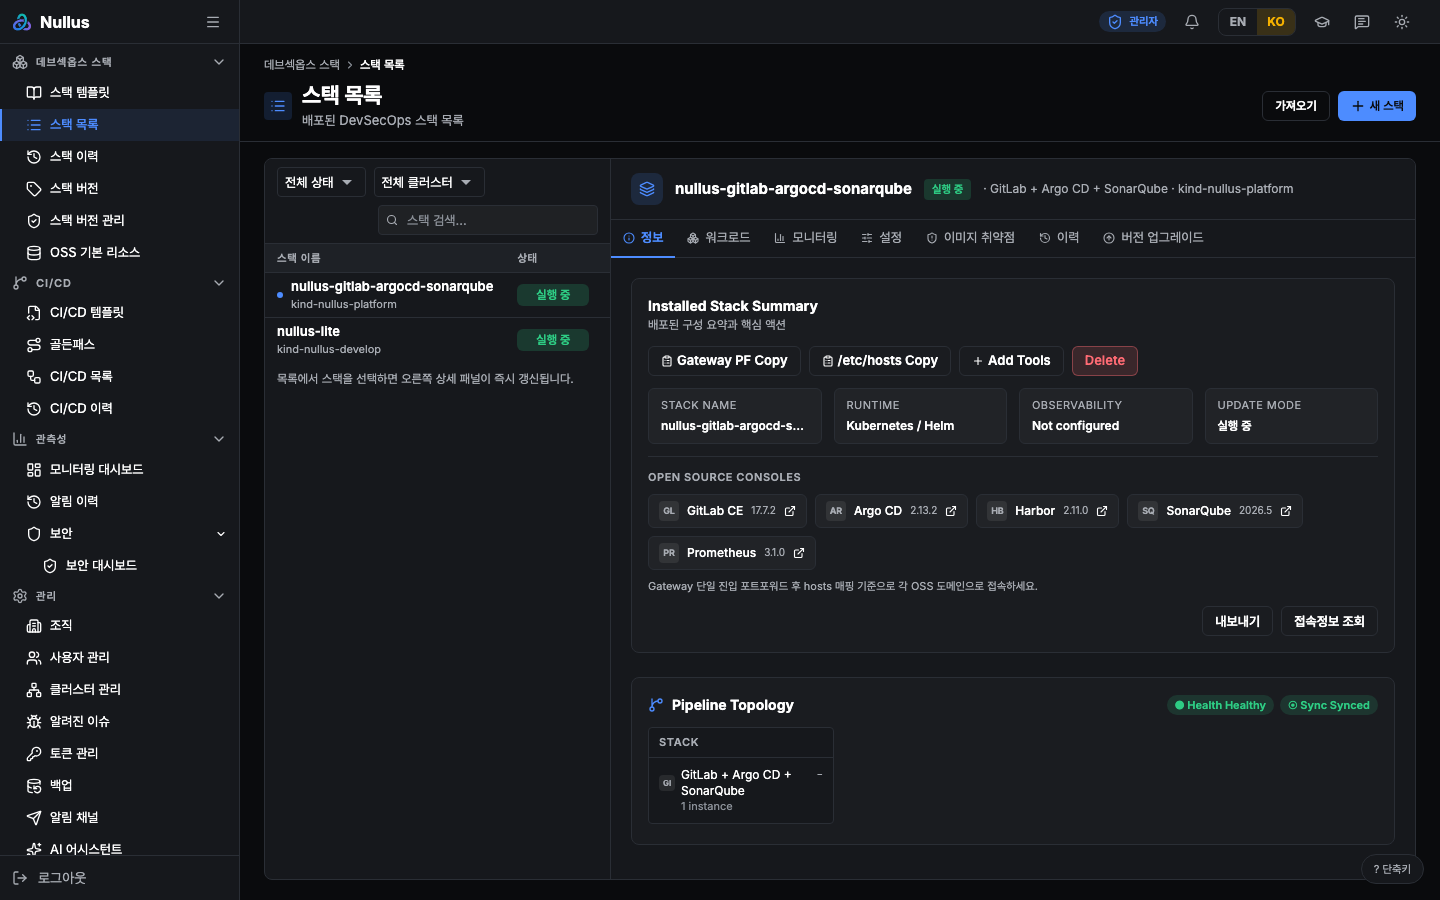 Nullus
관리자
EN
KO
데브섹옵스 스택
스택 템플릿
스택 목록
스택 이력
스택 버전
스택 버전 관리
OSS 기본 리소스
CI/CD
CI/CD 템플릿
골든패스
CI/CD 목록
CI/CD 이력
관측성
모니터링 대시보드
알림 이력
보안
보안 대시보드
관리
조직
사용자 관리
클러스터 관리
알려진 이슈
토큰 관리
백업
알림 채널
AI 어시스턴트
로그아웃
데브섹옵스 스택 > 스택 목록
스택 목록
배포된 DevSecOps 스택 목록
가져오기
+ 새 스택
전체 상태
전체 클러스터
스택 검색...
스택 이름 상태
nullus-gitlab-argocd-sonarqube
kind-nullus-platform
실행 중
nullus-lite
kind-nullus-develop
실행 중
목록에서 스택을 선택하면 오른쪽 상세 패널이 즉시 갱신됩니다.
nullus-gitlab-argocd-sonarqube 실행 중 · GitLab + Argo CD + SonarQube · kind-nullus-platform
정보 워크로드 모니터링 설정 이미지 취약점 이력 버전 업그레이드
Installed Stack Summary
배포된 구성 요약과 핵심 액션
Gateway PF Copy
/etc/hosts Copy
+ Add Tools
Delete
STACK NAME
nullus-gitlab-argocd-s...
RUNTIME
Kubernetes / Helm
OBSERVABILITY
Not configured
UPDATE MODE
실행 중
OPEN SOURCE CONSOLES
GL GitLab CE 17.7.2
AR Argo CD 2.13.2
HB Harbor 2.11.0
SQ SonarQube 2026.5
PR Prometheus 3.1.0
Gateway 단일 진입 포트포워드 후 hosts 매핑 기준으로 각 OSS 도메인으로 접속하세요.
내보내기
접속정보 조회
Pipeline Topology
Health Healthy
Sync Synced
STACK
GI
GitLab + Argo CD + –
SonarQube
1 instance
? 단축키